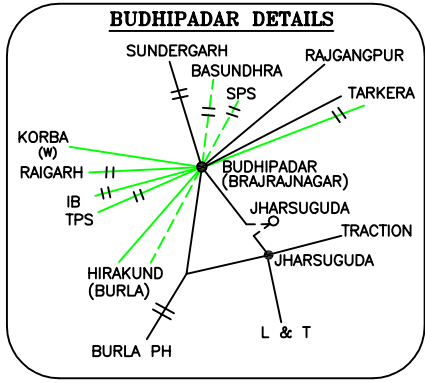 BUDHIPADAR DETAILS
SUNDERGARH
BASUNDHRA
SPS
RAJGANGPUR
TARKERA
KORBA
(W)
RAIGARH
IB
TPS
BUDHIPADAR
(BRAJRAJNAGAR)
JHARSUGUDA
TRACTION
JHARSUGUDA
HIRAKUND
(BURLA)
L & T
BURLA PH